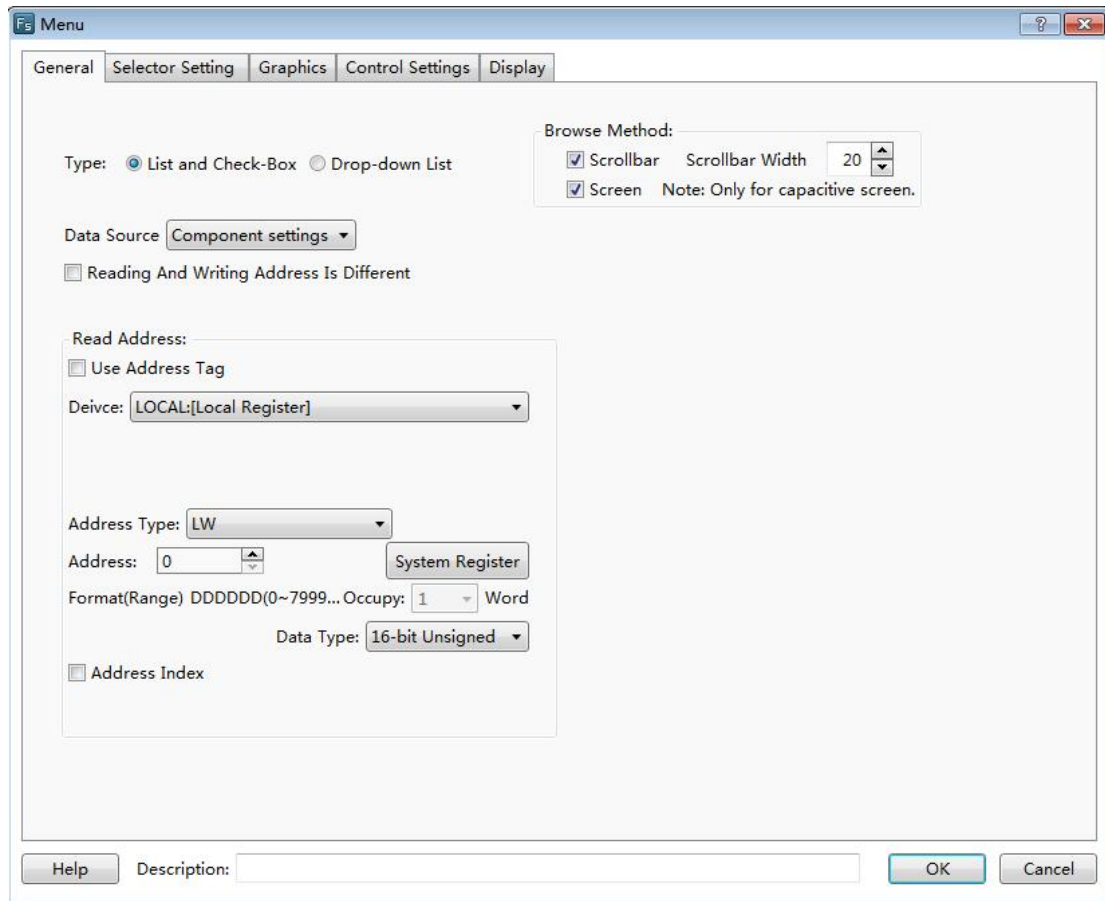 Fs Menu
?
General Selector Setting Graphics Control Settings Display
Browse Method:
Type: List and Check-Box Drop-down List
Scrollbar Scrollbar Width 20
Screen Note: Only for capacitive screen.
Data Source Component settings
Reading And Writing Address Is Different
Read Address:
Use Address Tag
Deivce: LOCAL:[Local Register]
Address Type: LW
Address: 0 System Register
Format(Range) DDDDDD(0~7999... Occupy: 1 Word
Data Type: 16-bit Unsigned
Address Index
Help Description: OK Cancel